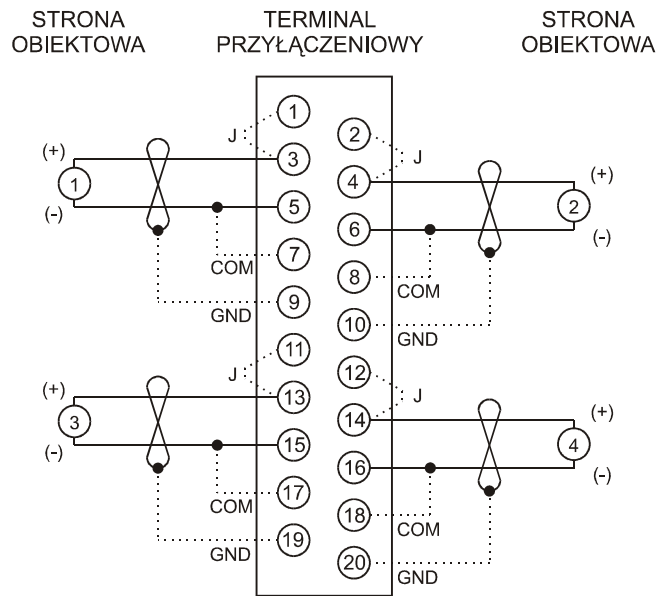 STRONA
OBIEKTOWA
TERMINAL
PRZYŁĄCZENIOWY
STRONA
OBIEKTOWA
1
J
2
(+)
3
J
4
(+)
1
2
(-)
5
6
(-)
7
COM
8
COM
9
GND
10
GND
11
J
12
(+)
13
J
14
(+)
3
4
(-)
15
16
(-)
17
COM
18
COM
19
GND
20
GND